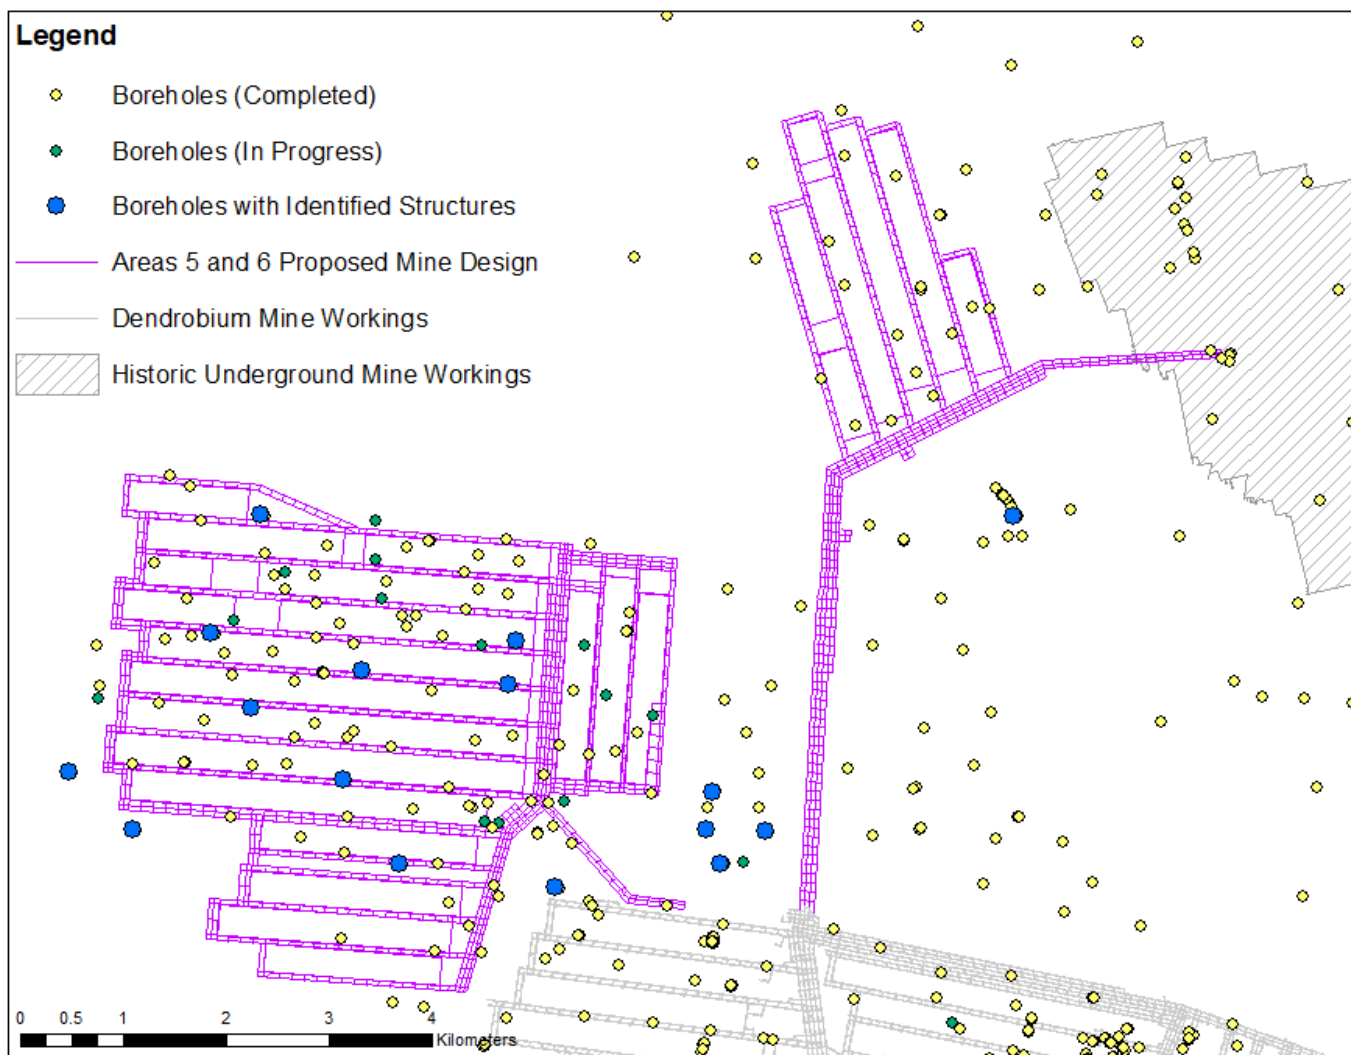 Legend
Boreholes (Completed)
Boreholes (In Progress)
Boreholes with Identified Structures
Areas 5 and 6 Proposed Mine Design
Dendrobium Mine Workings
Historic Underground Mine Workings
0 0.5 1 2 3 4
Kilometers